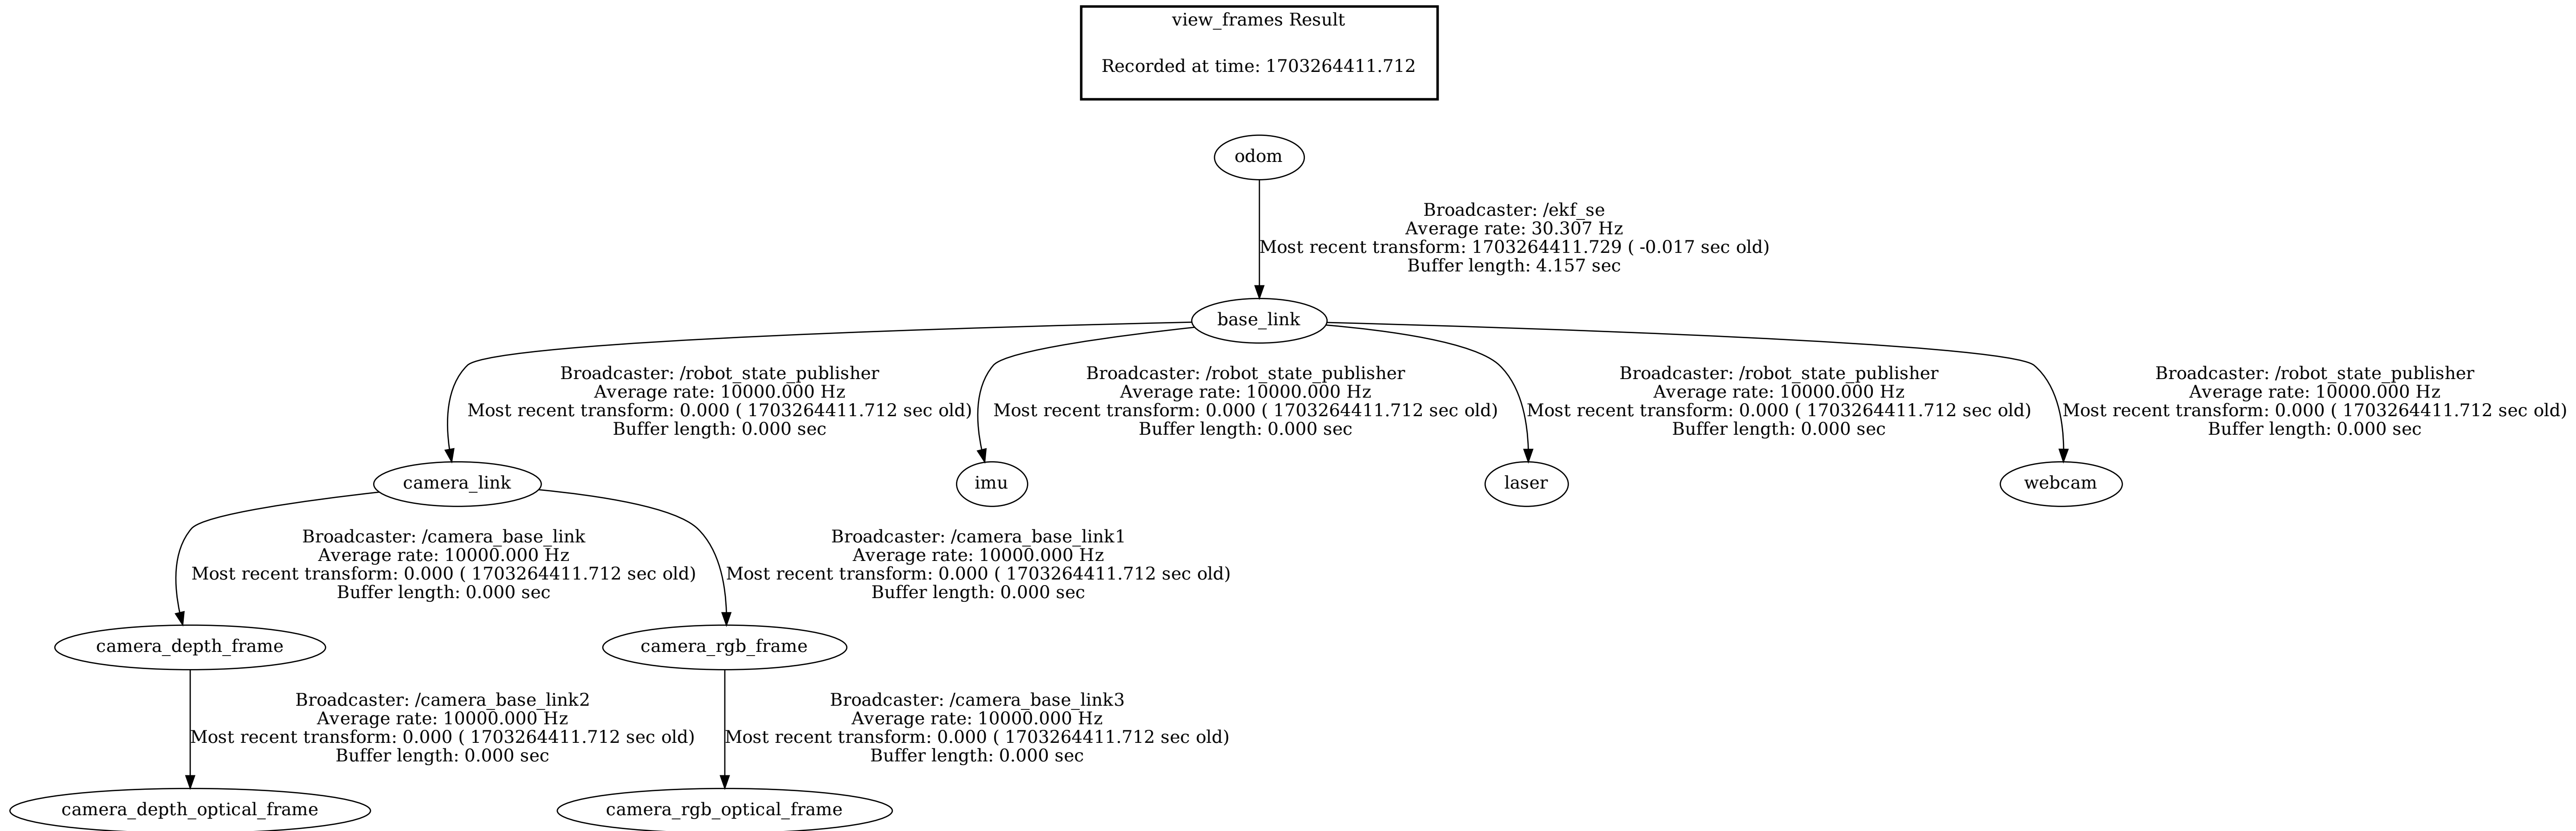 view_frames Result
Recorded at time: 1703264411.712
odom
Broadcaster: /ekf_se
Average rate: 30.307 Hz
Most recent transform: 1703264411.729 ( -0.017 sec old)
Buffer length: 4.157 sec
base_link
Broadcaster: /robot_state_publisher
Average rate: 10000.000 Hz
Most recent transform: 0.000 ( 1703264411.712 sec old)
Buffer length: 0.000 sec
Broadcaster: /robot_state_publisher
Average rate: 10000.000 Hz
Most recent transform: 0.000 ( 1703264411.712 sec old)
Buffer length: 0.000 sec
Broadcaster: /robot_state_publisher
Average rate: 10000.000 Hz
Most recent transform: 0.000 ( 1703264411.712 sec old)
Buffer length: 0.000 sec
Broadcaster: /robot_state_publisher
Average rate: 10000.000 Hz
Most recent transform: 0.000 ( 1703264411.712 sec old)
Buffer length: 0.000 sec
camera_link
imu
laser
webcam
Broadcaster: /camera_base_link
Average rate: 10000.000 Hz
Most recent transform: 0.000 ( 1703264411.712 sec old)
Buffer length: 0.000 sec
Broadcaster: /camera_base_link1
Average rate: 10000.000 Hz
Most recent transform: 0.000 ( 1703264411.712 sec old)
Buffer length: 0.000 sec
camera_depth_frame
camera_rgb_frame
Broadcaster: /camera_base_link2
Average rate: 10000.000 Hz
Most recent transform: 0.000 ( 1703264411.712 sec old)
Buffer length: 0.000 sec
Broadcaster: /camera_base_link3
Average rate: 10000.000 Hz
Most recent transform: 0.000 ( 1703264411.712 sec old)
Buffer length: 0.000 sec
camera_depth_optical_frame
camera_rgb_optical_frame